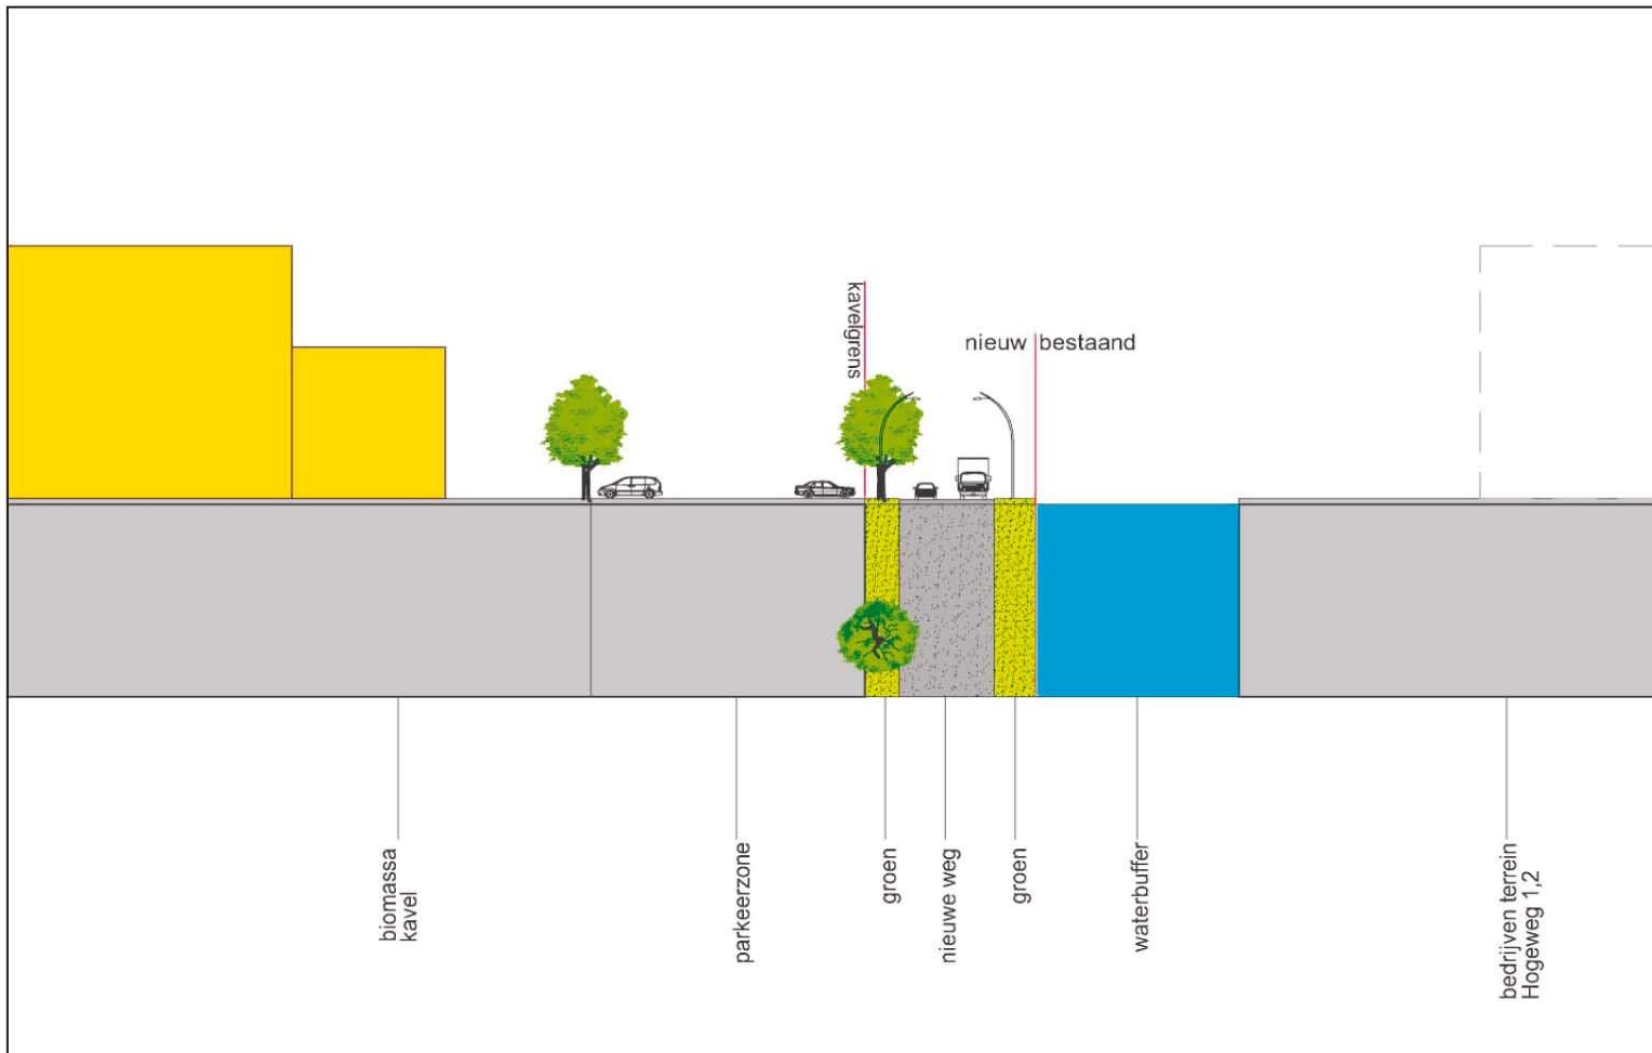 kavelgrens
nieuw
bestaand
biomassa
kavel
parkeerzone
groen
nieuwe weg
groen
waterbuffer
bedrijven terrein
Hogeweg 1,2